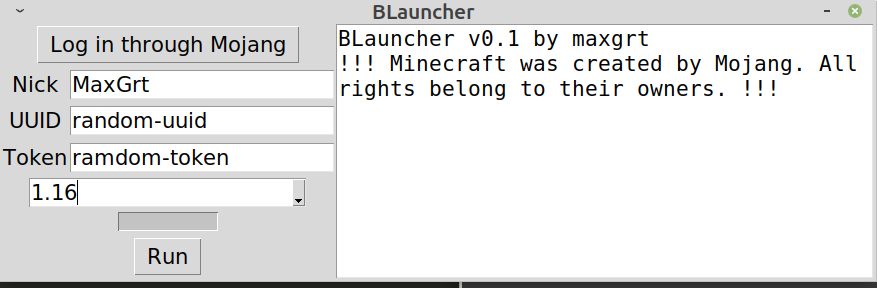 BLauncher
Log in through Mojang
Nick MaxGrt
UUID random-uuid
Token ramdom-token
1.16
Run
BLauncher v0.1 by maxgrt
!!! Minecraft was created by Mojang. All
rights belong to their owners. !!!